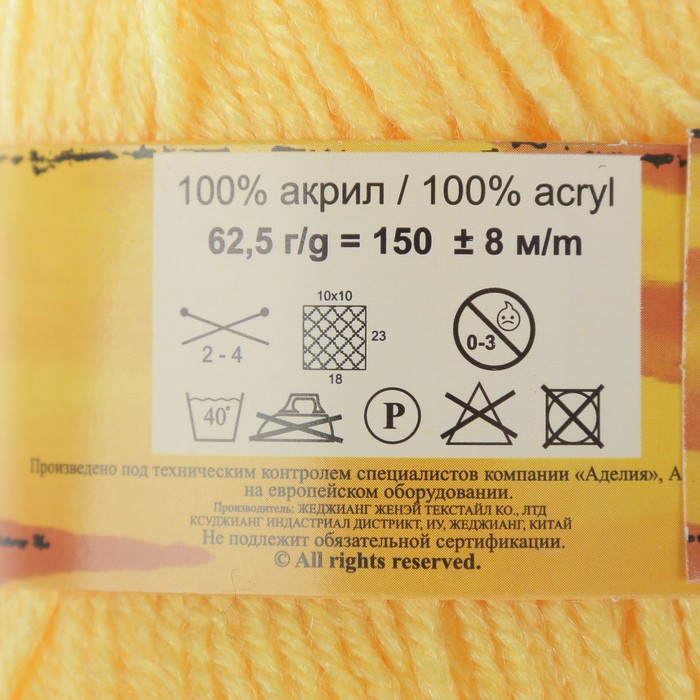 100% акрил / 100% acryl
62,5 г/g = 150 ± 8 м/m
10x10
2 - 4
23
18
0-3
40°
P
Произведено под техническим контролем специалистов компании «Аделия», А
на европейском оборудовании.
Производитель: ЖЕДЖИАНГ ЖЕНЭЙ ТЕКСТАЙЛ КО., ЛТД
КСУДЖИАНГ ИНДАСТРИАЛ ДИСТРИКТ, ИУ, ЖЕДЖИАНГ, КИТАЙ
Не подлежит обязательной сертификации.
© All rights reserved.